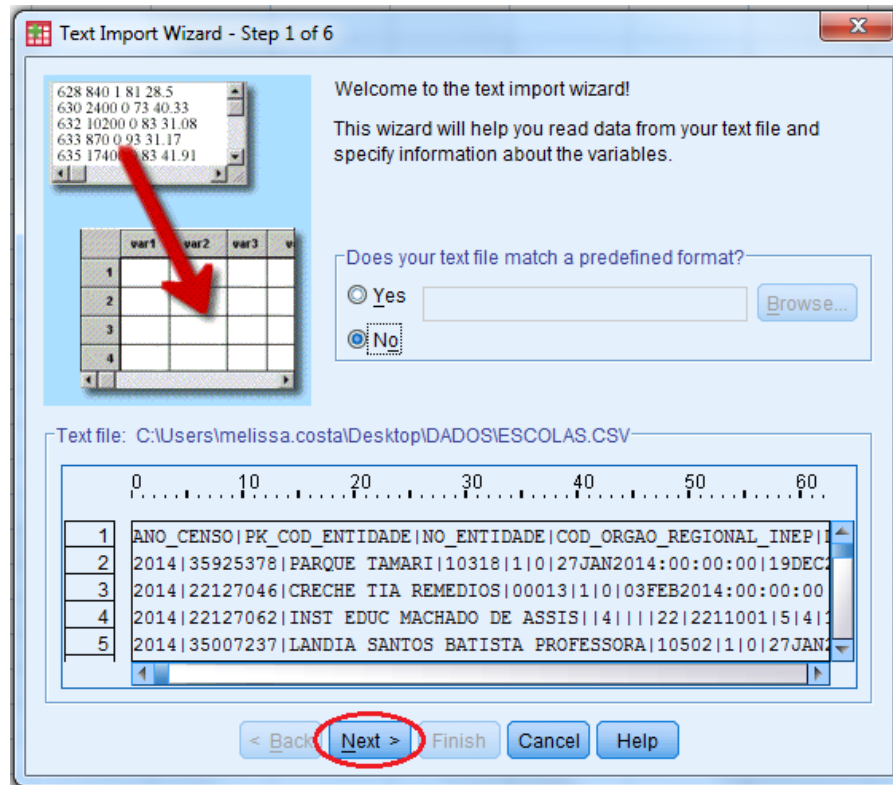 Text Import Wizard - Step 1 of 6
628 840 1 81 28.5
630 2400 0 73 40.33
632 10200 0 83 31.08
633 870 0 93 31.17
635 1740 83 41.91
var1 var2 var3 v
1
2
3
4
Welcome to the text import wizard!
This wizard will help you read data from your text file and
specify information about the variables.
Does your text file match a predefined format?
Yes
Browse...
No
Text file: C:\Users\melissa.costa\Desktop\DADOS\ESCOLAS.CSV
0 10 20 30 40 50 60
1 ANO_CENSO|PK_COD_ENTIDADE|NO_ENTIDADE|COD_ORGAO_REGIONAL_INEP|
2 2014|35925378|PARQUE TAMARI|10318|1|0|27JAN2014:00:00:00|19DEC
3 2014|22127046|CRECHE TIA REMEDIOS|00013|1|0|03FEB2014:00:00:00
4 2014|22127062|INST EDUC MACHADO DE ASSIS||4||||22|2211001|5|4|
5 2014|35007237|LANDIA SANTOS BATISTA PROFESSORA|10502|1|0|27JAN
< Back Next > Finish Cancel Help